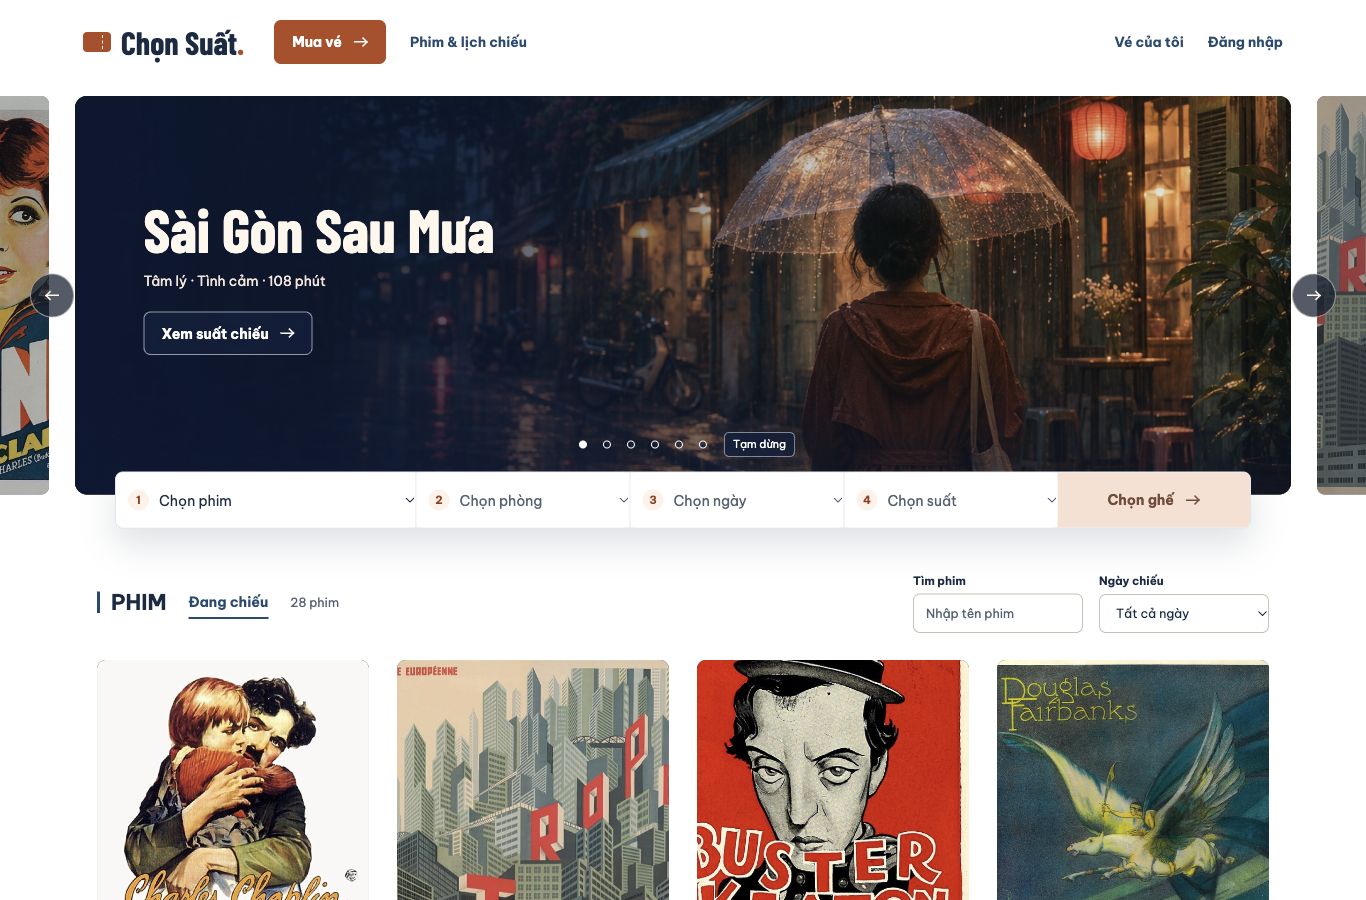 Chọn Suất.
Mua vé
Phim & lịch chiếu
Vé của tôi
Đăng nhập
Sài Gòn Sau Mưa
Tâm lý · Tình cảm · 108 phút
Xem suất chiếu
Tạm dừng
1 Chọn phim
2 Chọn phòng
3 Chọn ngày
4 Chọn suất
Chọn ghế
PHIM
Đang chiếu
28 phim
Tìm phim
Nhập tên phim
Ngày chiếu
Tất cả ngày
Charles Chaplin
E EUROPÉENNE
T R O P
BUSTER
KEATON
Douglas
Fairbanks